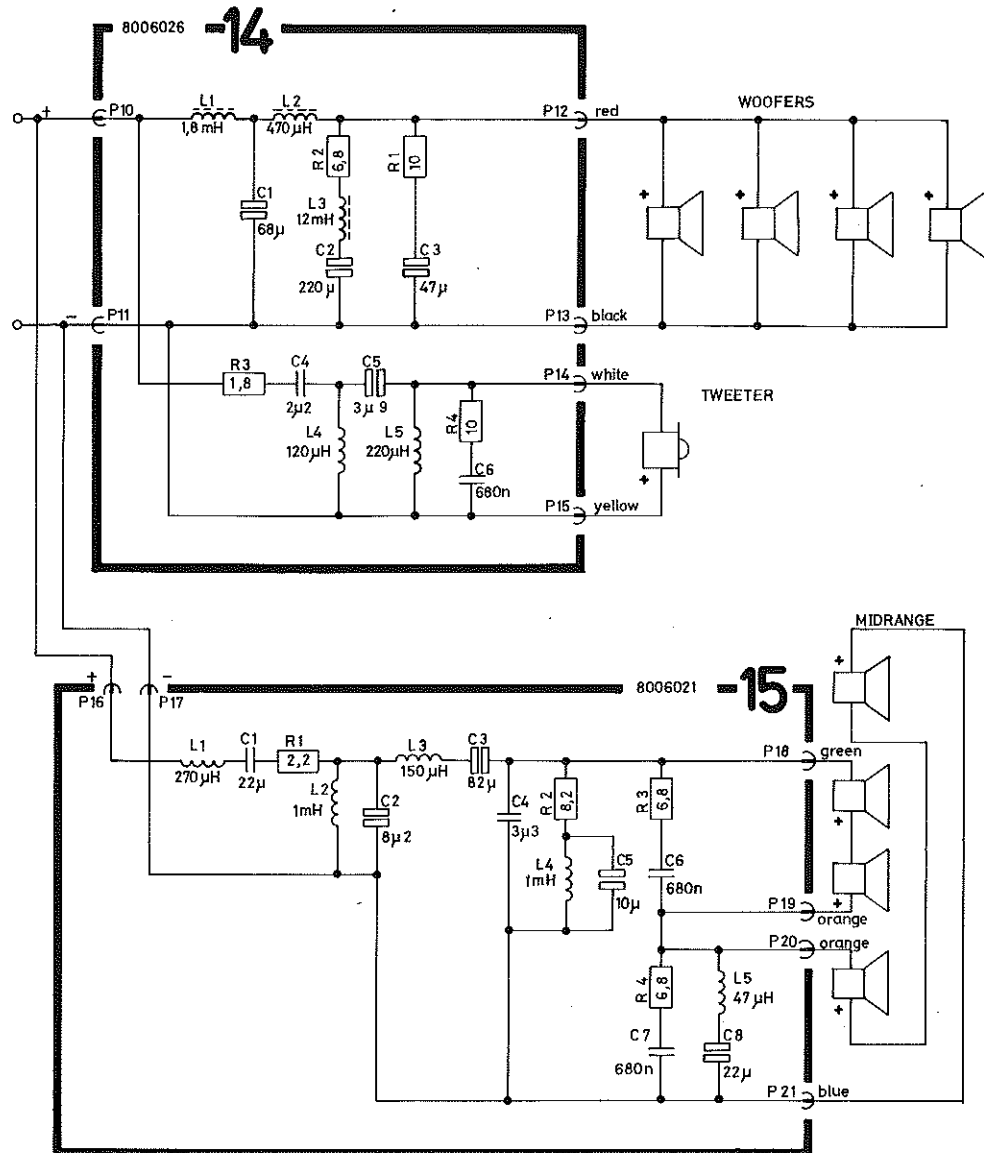 8006026 -14
+
P10
L1
1,8mH
L2
470µH
P12 red
WOOFERS
R2
6,8
R1
10
C1
68µ
L3
12mH
C2
220µ
C3
47µ
+
+
+
+
-
P11
P13 black
R3
1,8
C4
2µ2
C5
3µ9
P14 white
TWEETER
L4
120µH
L5
220µH
R4
10
C6
680n
+
P15 yellow
MIDRANGE
+
P16
-
P17
8006021 -15
+
L1
270µH
C1
22µ
R1
2,2
L3
150µH
C3
82µ
P18 green
L2
1mH
C2
8µ2
C4
3µ3
R2
8,2
R3
6,8
+
L4
1mH
C5
10µ
C6
680n
P19
orange
+
P20 orange
R4
6,8
L5
47µH
+
C7
680n
C8
22µ
P21 blue